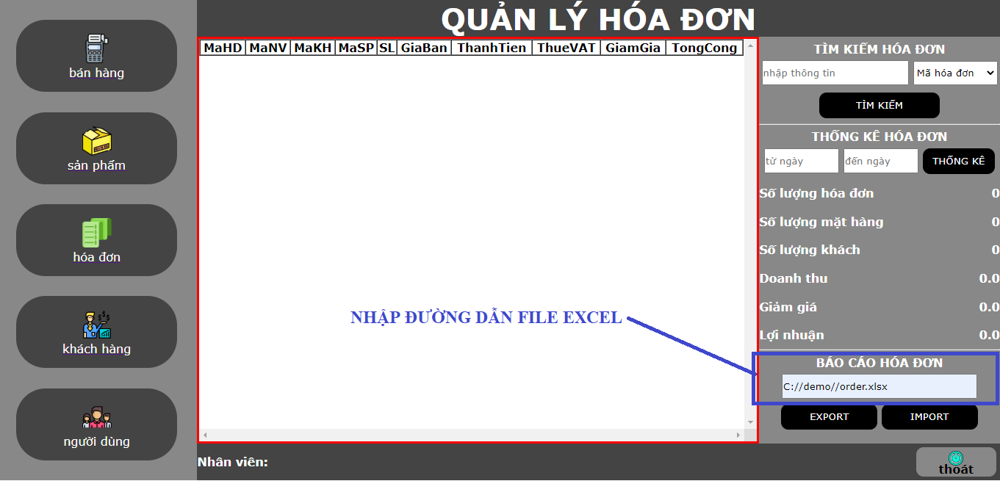 QUẢN LÝ HÓA ĐƠN
bán hàng
sản phẩm
hóa đơn
khách hàng
người dùng
MaHD MaNV MaKH MaSP SL GiaBan ThanhTien ThueVAT GiamGia TongCong
NHẬP ĐƯỜNG DẪN FILE EXCEL
TÌM KIẾM HÓA ĐƠN
nhập thông tin Mã hóa đơn
TÌM KIẾM
THỐNG KÊ HÓA ĐƠN
từ ngày đến ngày THỐNG KÊ
Số lượng hóa đơn 0
Số lượng mặt hàng 0
Số lượng khách 0
Doanh thu 0.0
Giảm giá 0.0
Lợi nhuận 0.0
BÁO CÁO HÓA ĐƠN
C://demo//order.xlsx
EXPORT IMPORT
Nhân viên:
thoát